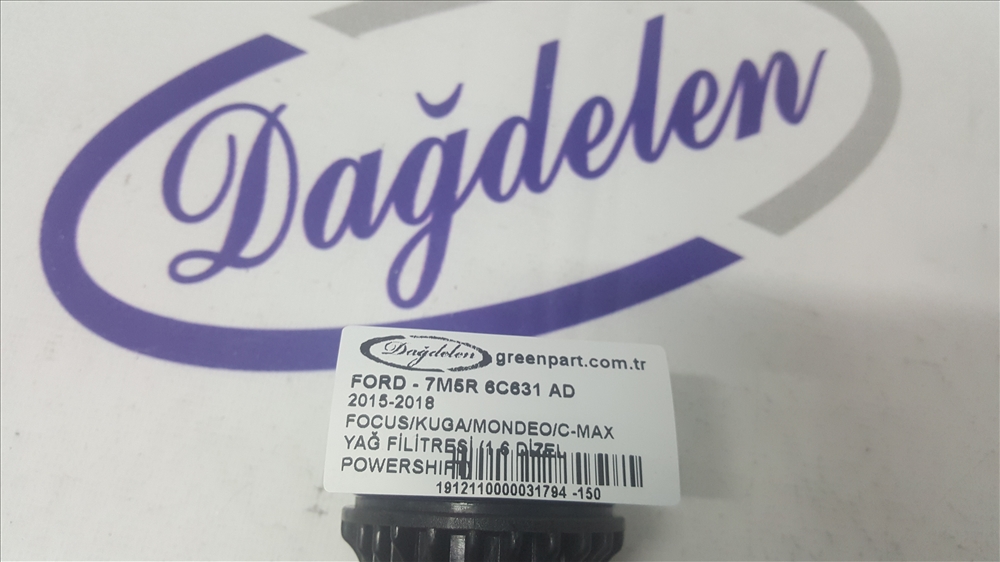 Dağdelen
Dağdelen greenpart.com.tr
FORD - 7M5R 6C631 AD
2015-2018
FOCUS/KUGA/MONDEO/C-MAX
YAĞ FİLİTRESİ (1.6 DİZEL
POWERSHIFT)
1912110000031794 -150